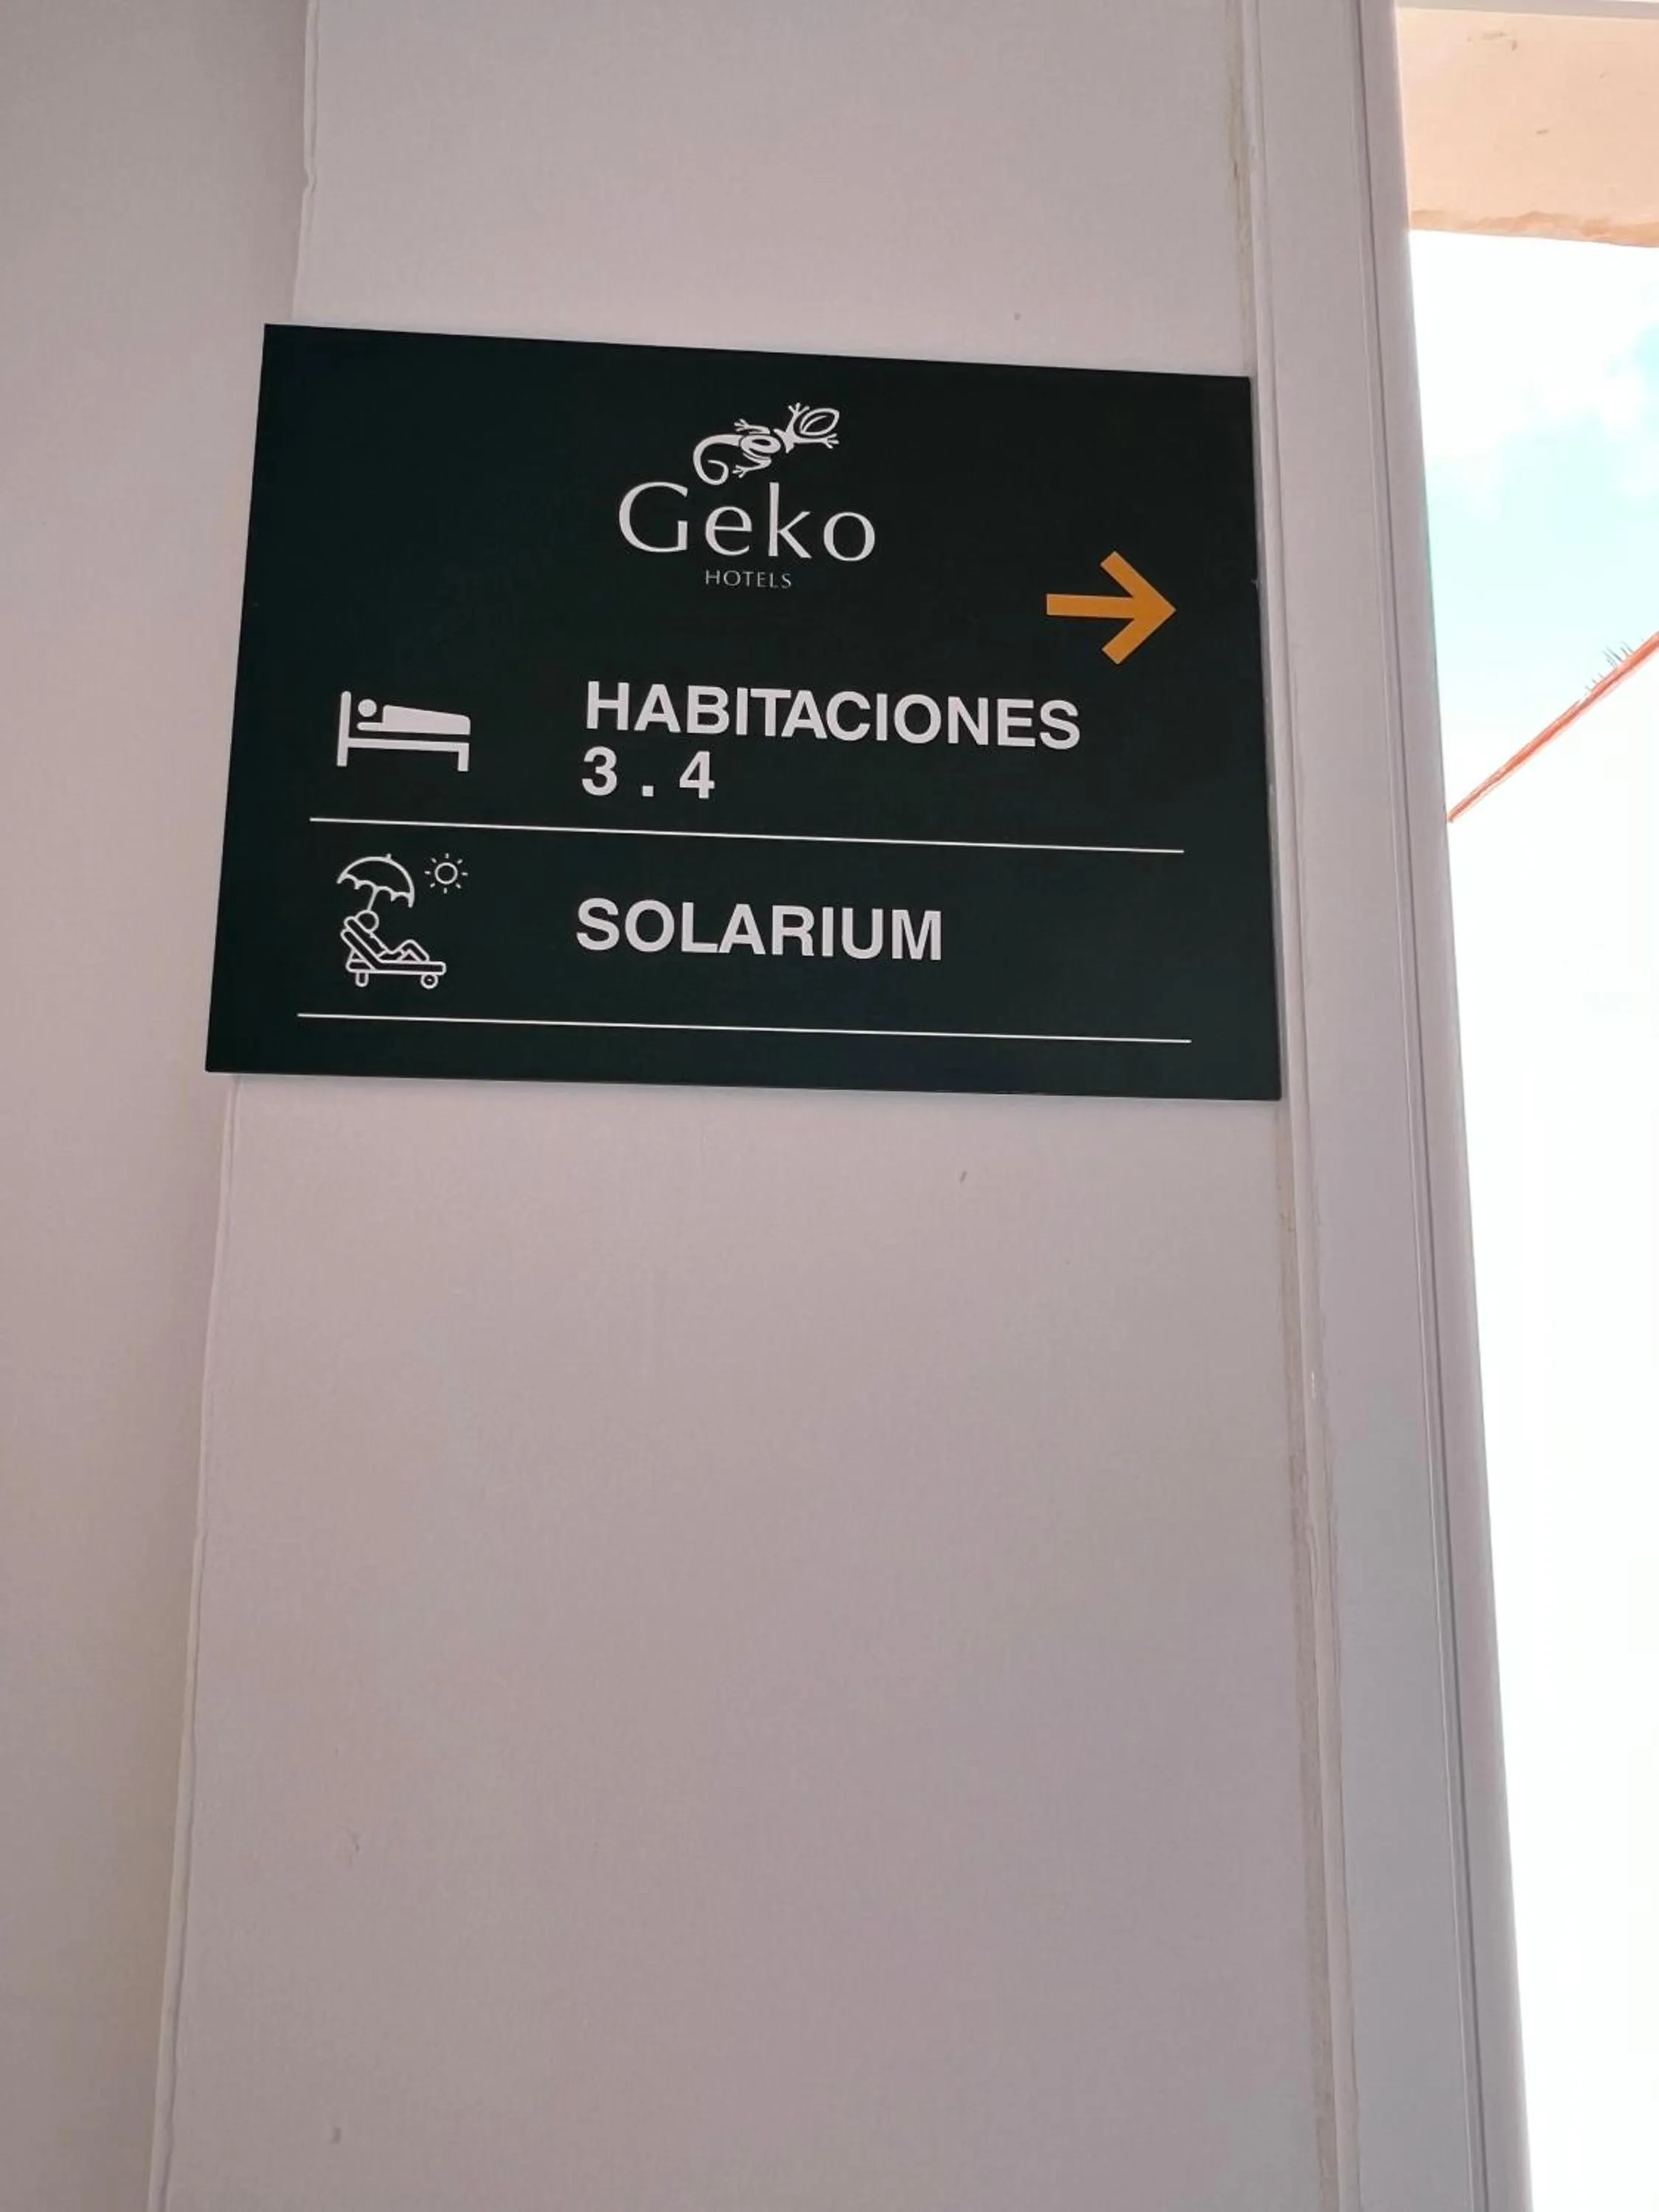 Geko
HOTELS
HABITACIONES
3 . 4
SOLARIUM